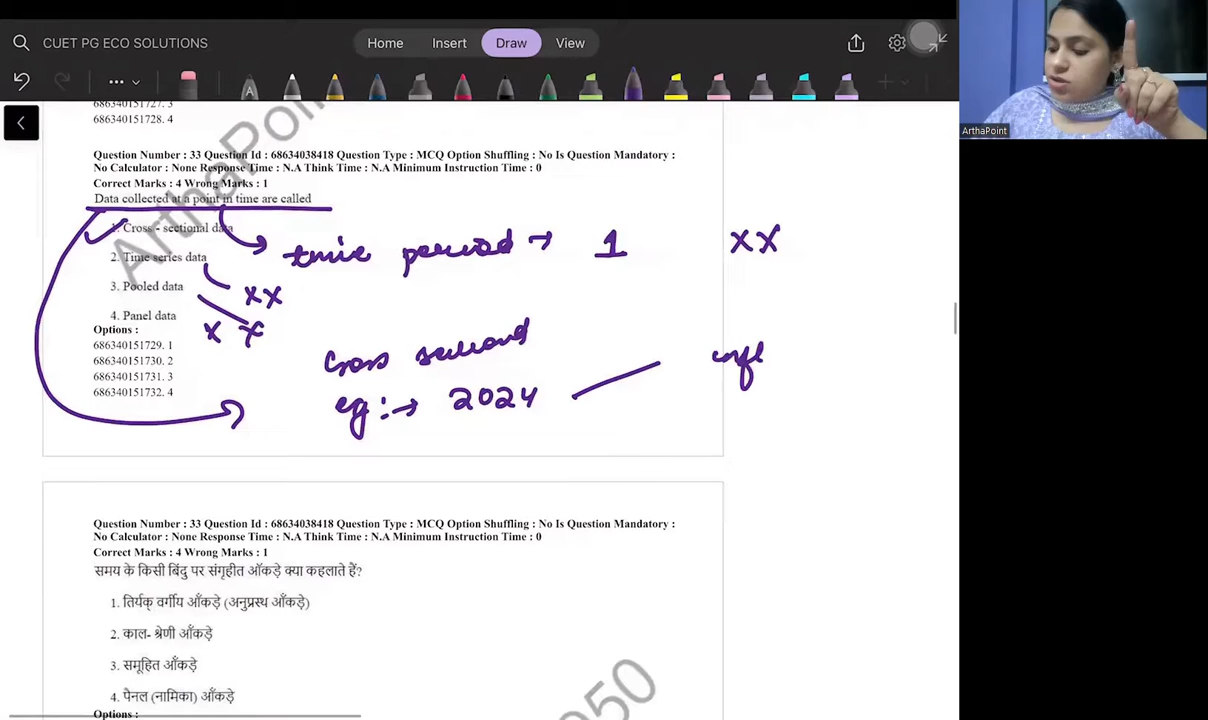 CUET PG ECO SOLUTIONS
Home Insert Draw View
ArthaPoint
686340151727. 3
686340151728. 4
Question Number : 33 Question Id : 68634038418 Question Type : MCQ Option Shuffling : No Is Question Mandatory :
No Calculator : None Response Time : N.A Think Time : N.A Minimum Instruction Time : 0
Correct Marks : 4 Wrong Marks : 1
Data collected at a point in time are called
1. Cross - sectional data
2. Time series data
3. Pooled data
4. Panel data
time period → 1 XX
XX
X X
Options :
686340151729. 1
686340151730. 2
686340151731. 3
686340151732. 4
Cross
eg :→ 2024
Question Number : 33 Question Id : 68634038418 Question Type : MCQ Option Shuffling : No Is Question Mandatory :
No Calculator : None Response Time : N.A Think Time : N.A Minimum Instruction Time : 0
Correct Marks : 4 Wrong Marks : 1
समय के किसी बिंदु पर संगृहीत आँकड़े क्या कहलाते हैं?
1. तिर्यक् वर्गीय आँकड़े (अनुप्रस्थ आँकड़े)
2. काल- श्रेणी आँकड़े
3. समूहित आँकड़े
4. पैनल (नामिका) आँकड़े
Options :
ArthaPoint
950